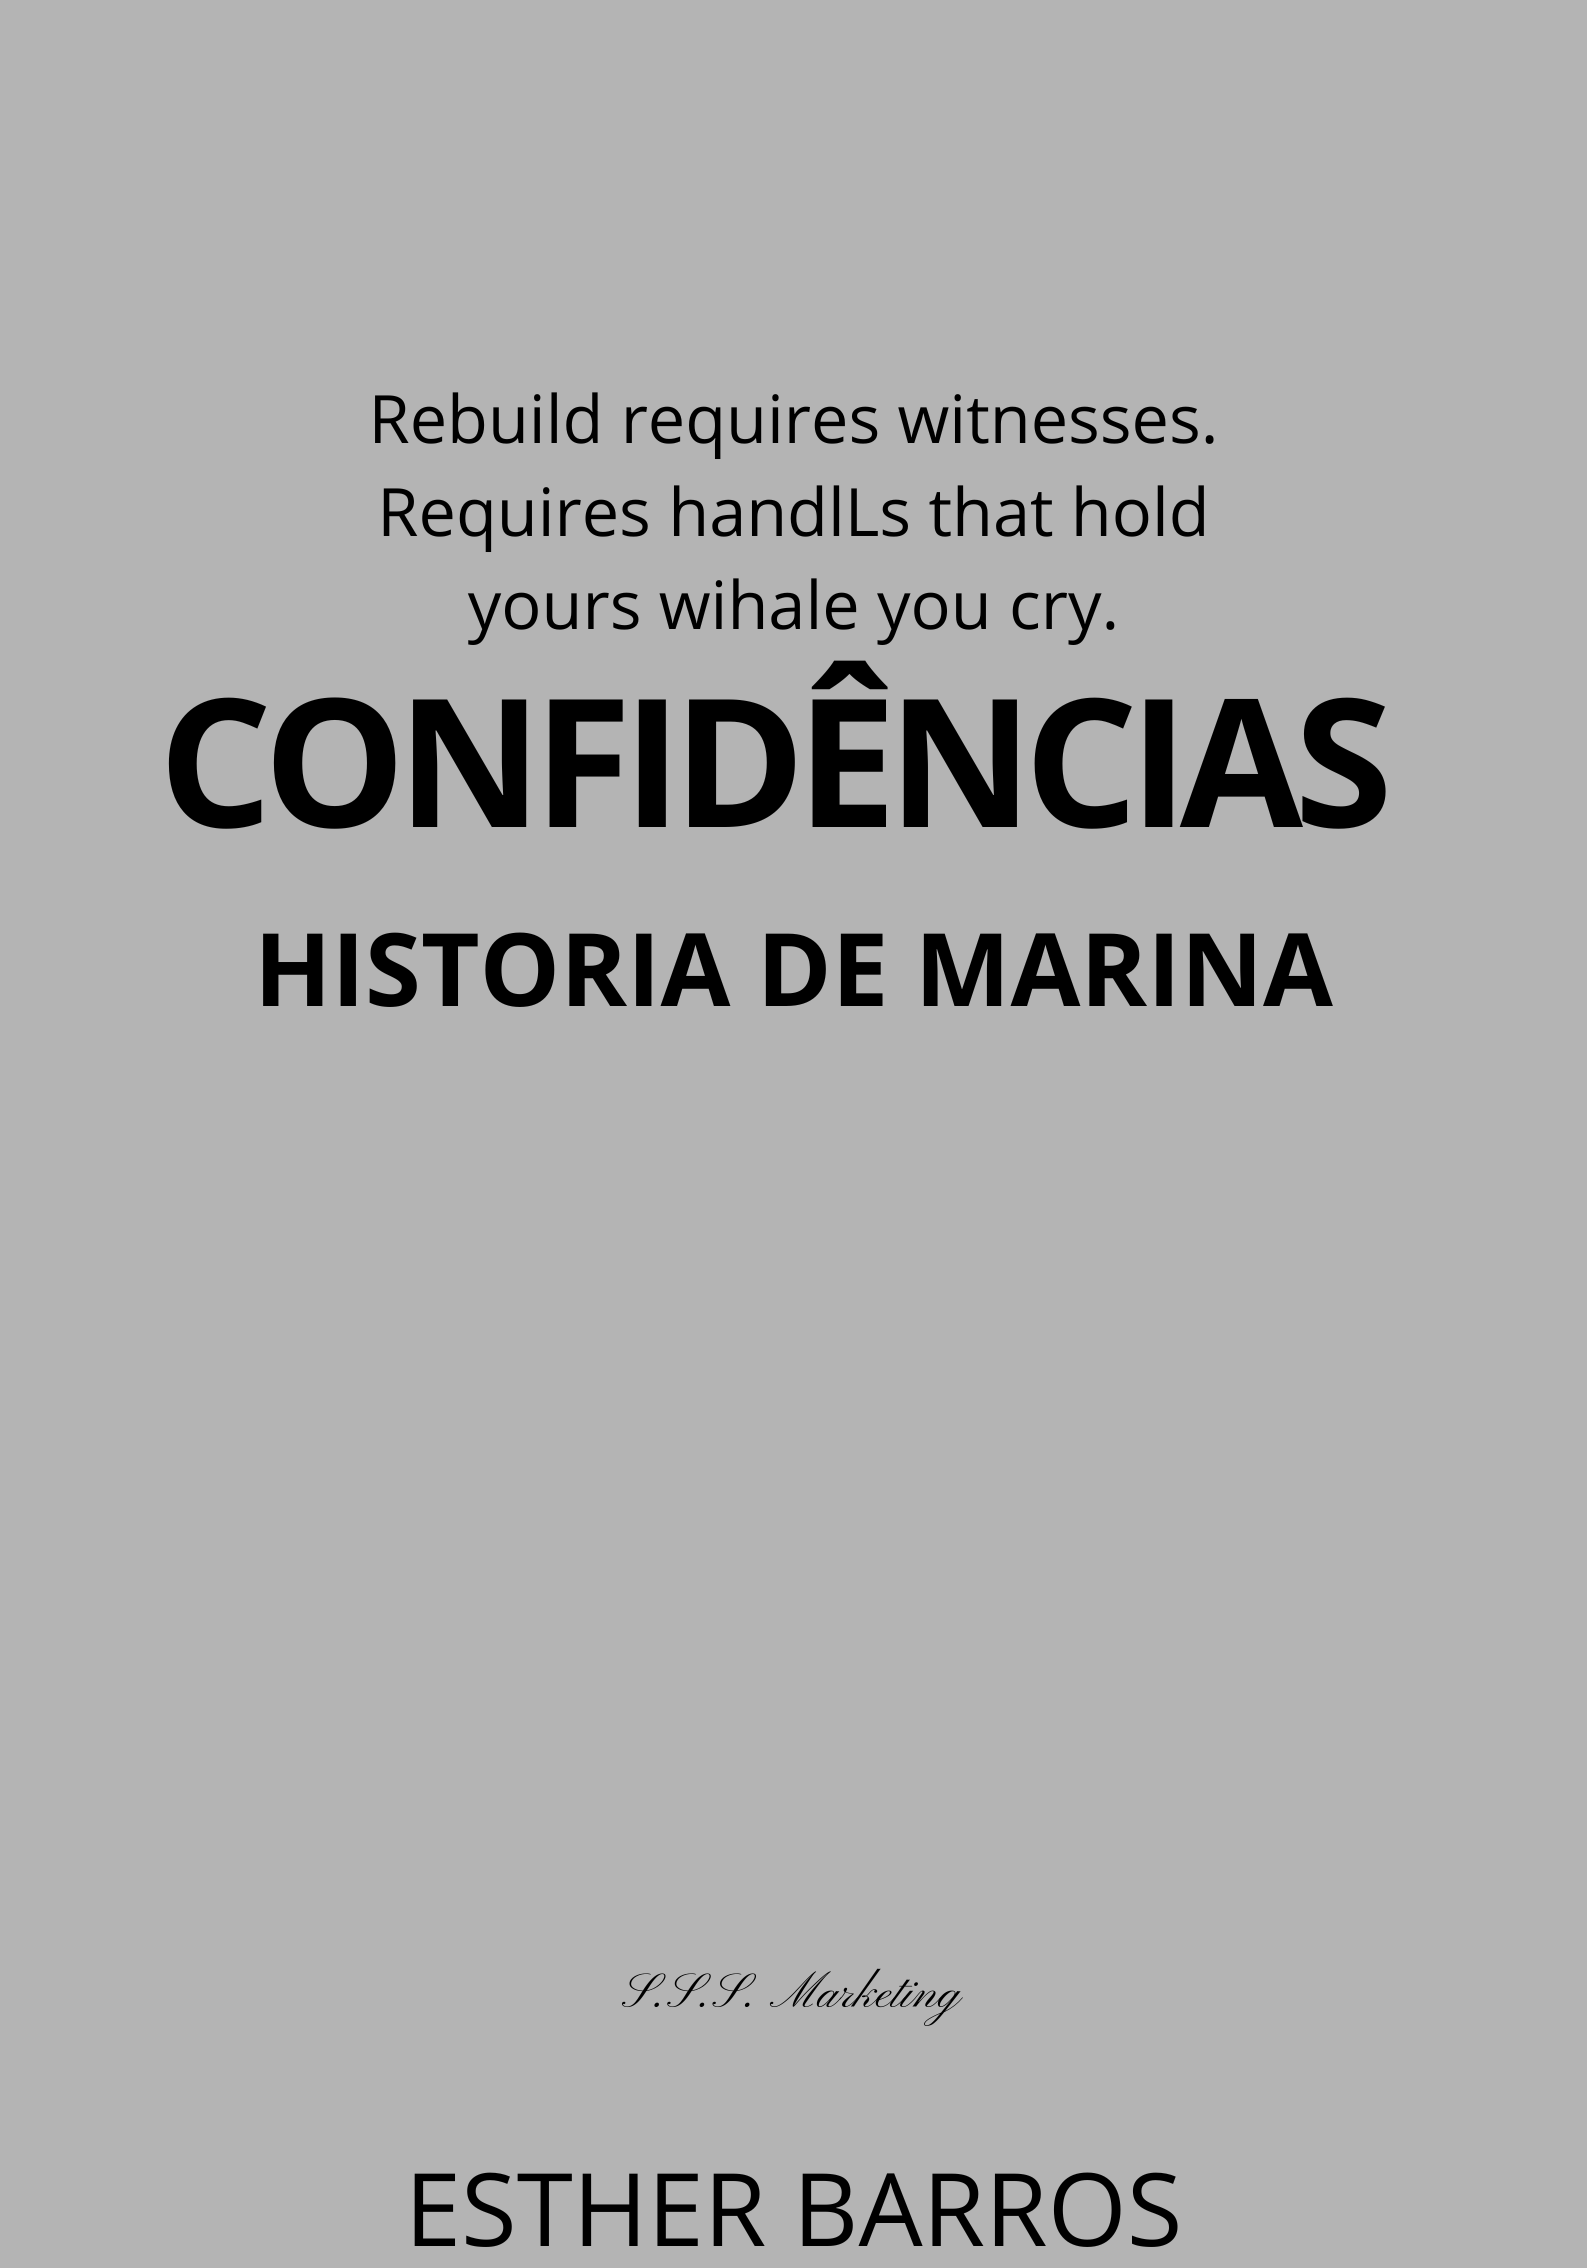 Rebuild requires witnesses.
Requires handlLs that hold
yours wihale you cry.
CONFIDÊNCIAS
HISTORIA DE MARINA
S.S.S. Marketing
ESTHER BARROS